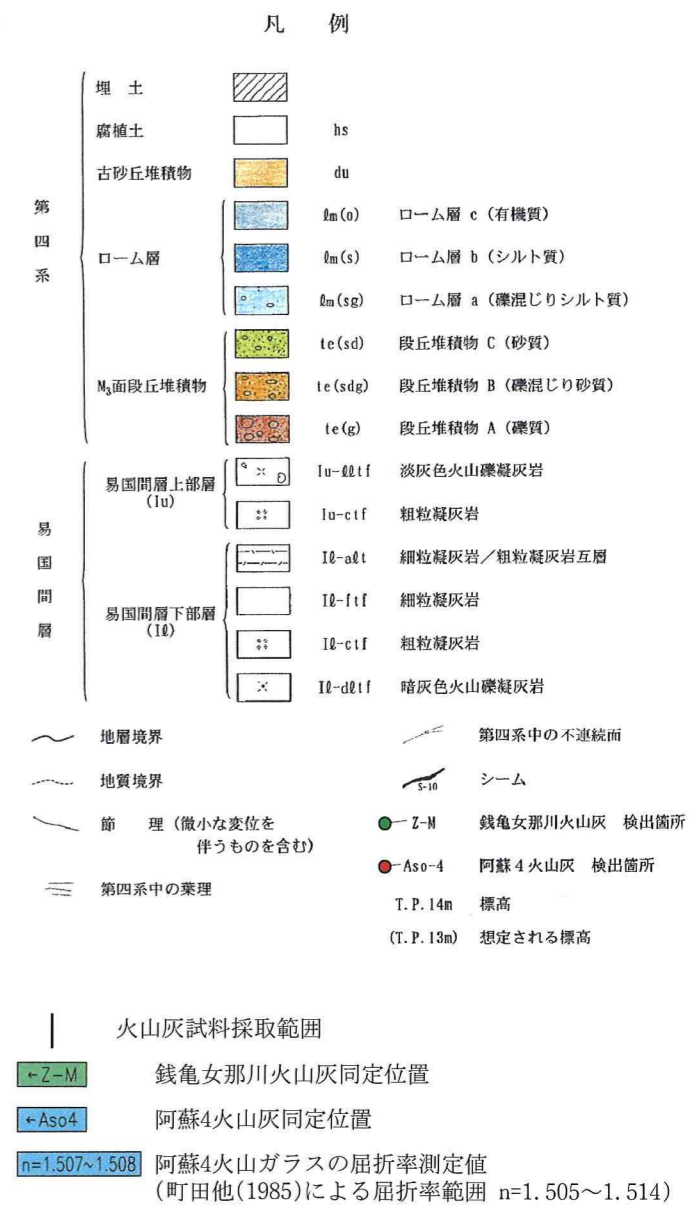 凡 例
第四系
埋 土
腐植土 hs
古砂丘堆積物 du
ローム層
ℓm(o) ローム層 c (有機質)
ℓm(s) ローム層 b (シルト質)
ℓm(sg) ローム層 a (礫混じりシルト質)
M₃面段丘堆積物
te(sd) 段丘堆積物 C (砂質)
te(sdg) 段丘堆積物 B (礫混じり砂質)
te(g) 段丘堆積物 A (礫質)
易国間層
易国間層上部層
(Iu)
Iu-ℓℓtf 淡灰色火山礫凝灰岩
Iu-ctf 粗粒凝灰岩
易国間層下部層
(Iℓ)
Iℓ-aℓt 細粒凝灰岩/粗粒凝灰岩互層
Iℓ-ftf 細粒凝灰岩
Iℓ-ctf 粗粒凝灰岩
Iℓ-dℓtf 暗灰色火山礫凝灰岩
地層境界
地質境界
節 理 (微小な変位を
伴うものを含む)
第四系中の葉理
第四系中の不連続面
S-10 シーム
Z-M 銭亀女那川火山灰 検出箇所
Aso-4 阿蘇4火山灰 検出箇所
T.P.14m 標高
(T.P.13m) 想定される標高
火山灰試料採取範囲
←Z-M 銭亀女那川火山灰同定位置
←Aso4 阿蘇4火山灰同定位置
n=1.507~1.508 阿蘇4火山ガラスの屈折率測定値
(町田他(1985)による屈折率範囲 n=1.505～1.514)